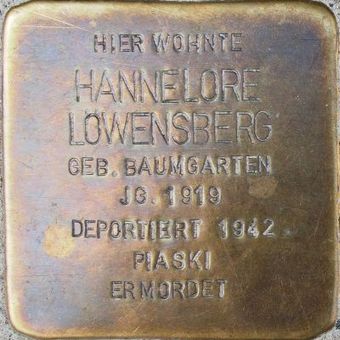 HIER WOHNTE
HANNELORE
LÖWENSBERG
GEB. BAUMGARTEN
JG. 1919
DEPORTIERT 1942
PIASKI
ERMORDET